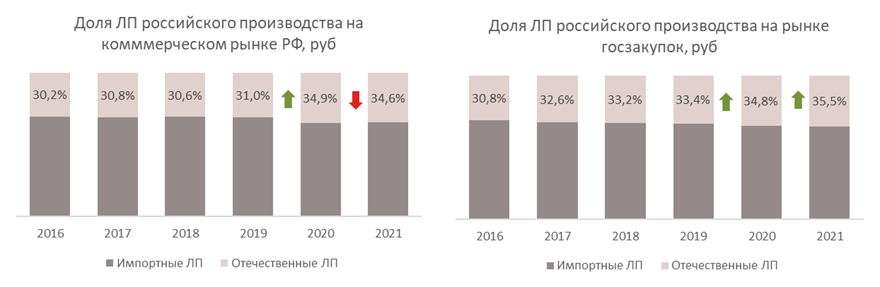 Доля ЛП российского производства на
комммерческом рынке РФ, руб
30,2% 30,8% 30,6% 31,0% 34,9% 34,6%
2016 2017 2018 2019 2020 2021
Импортные ЛП Отечественные ЛП
Доля ЛП российского производства на рынке
госзакупок, руб
30,8% 32,6% 33,2% 33,4% 34,8% 35,5%
2016 2017 2018 2019 2020 2021
Импортные ЛП Отечественные ЛП